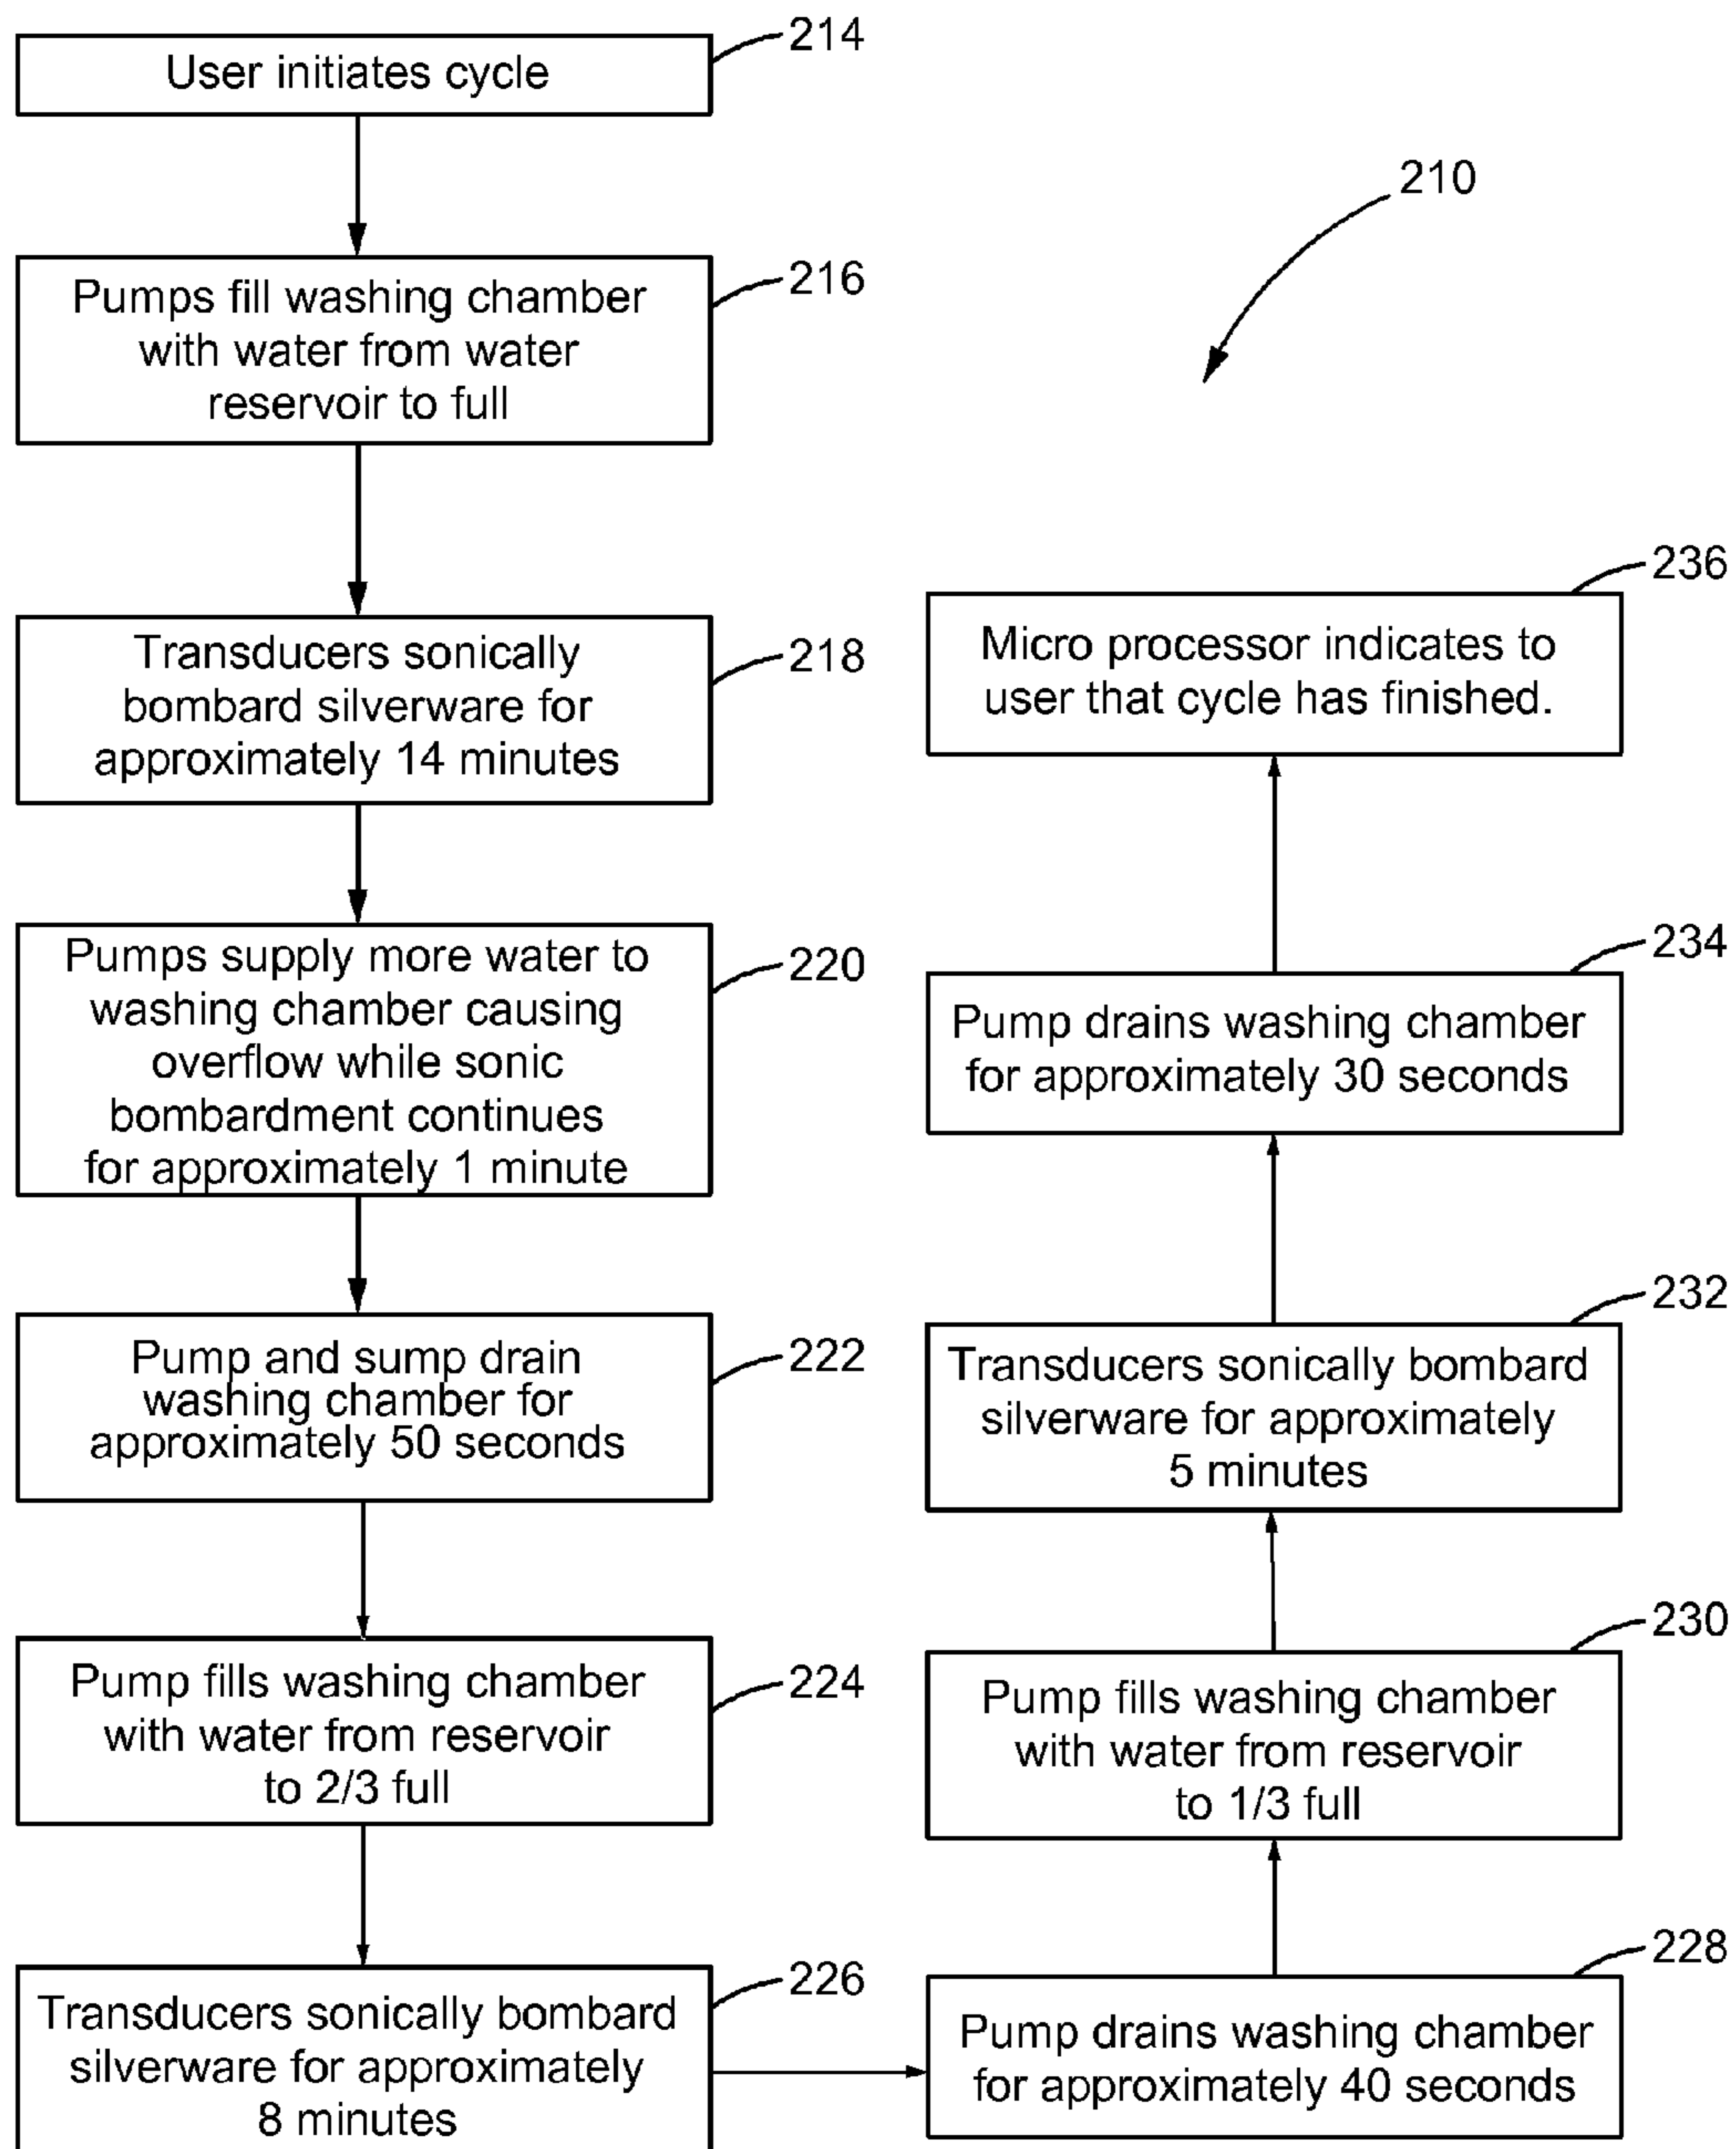 User initiates cycle
214
Pumps fill washing chamber
with water from water
reservoir to full
216
210
Transducers sonically
bombard silverware for
approximately 14 minutes
218
Pumps supply more water to
washing chamber causing
overflow while sonic
bombardment continues
for approximately 1 minute
220
Pump and sump drain
washing chamber for
approximately 50 seconds
222
Pump fills washing chamber
with water from reservoir
to 2/3 full
224
Transducers sonically bombard
silverware for approximately
8 minutes
226
Pump drains washing chamber
for approximately 40 seconds
228
Pump fills washing chamber
with water from reservoir
to 1/3 full
230
Transducers sonically bombard
silverware for approximately
5 minutes
232
Pump drains washing chamber
for approximately 30 seconds
234
Micro processor indicates to
user that cycle has finished.
236